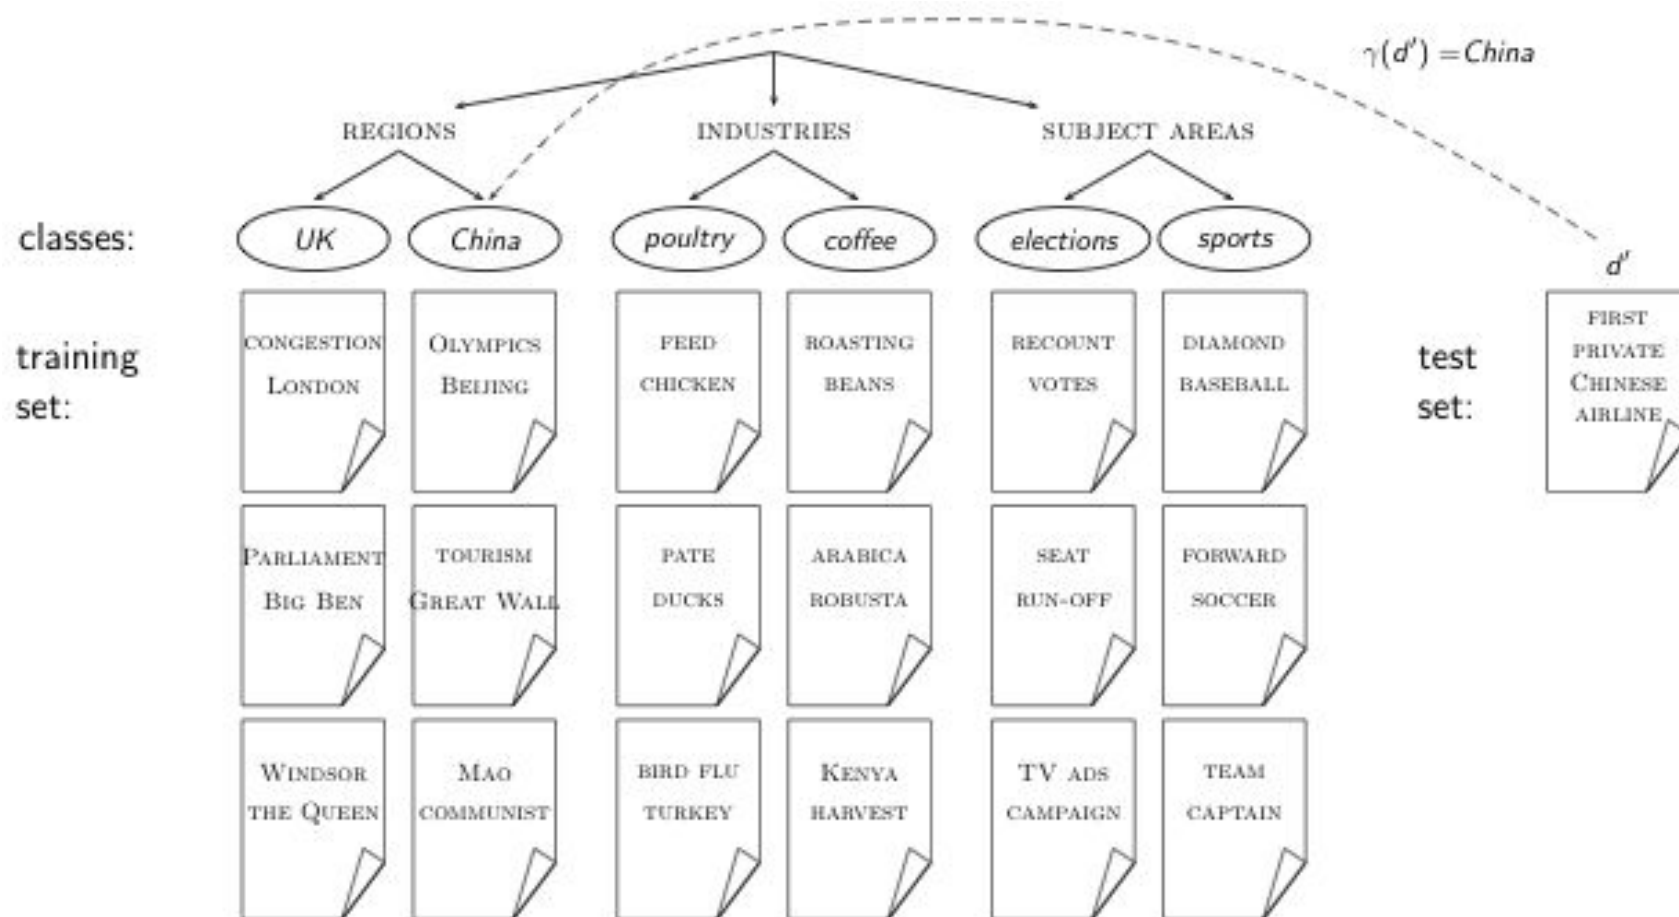 γ(d′) =China
REGIONS INDUSTRIES SUBJECT AREAS
classes: UK China poultry coffee elections sports
d′
training set:
CONGESTION
LONDON
OLYMPICS
BEIJING
FEED
CHICKEN
ROASTING
BEANS
RECOUNT
VOTES
DIAMOND
BASEBALL
test set:
FIRST
PRIVATE
CHINESE
AIRLINE
PARLIAMENT
BIG BEN
TOURISM
GREAT WALL
PATE
DUCKS
ARABICA
ROBUSTA
SEAT
RUN-OFF
FORWARD
SOCCER
WINDSOR
THE QUEEN
MAO
COMMUNIST
BIRD FLU
TURKEY
KENYA
HARVEST
TV ADS
CAMPAIGN
TEAM
CAPTAIN